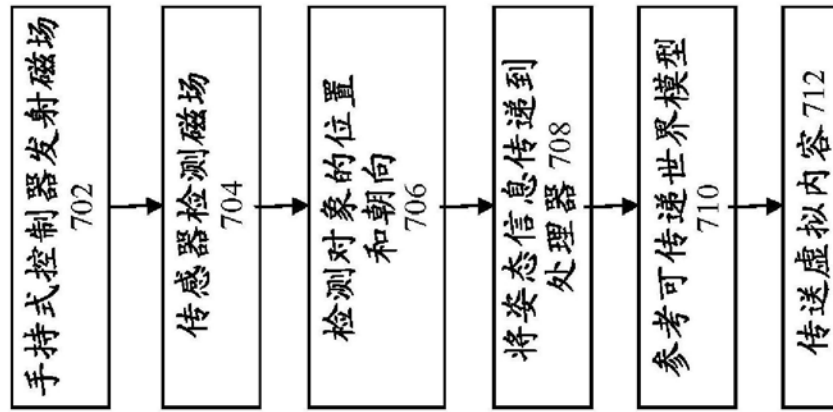 手持式控制器发射磁场
702
传感器检测磁场
704
检测对象的位置
和朝向
706
将姿态信息传递到
处理器 708
参考可传递世界模型
710
传送虚拟内容 712